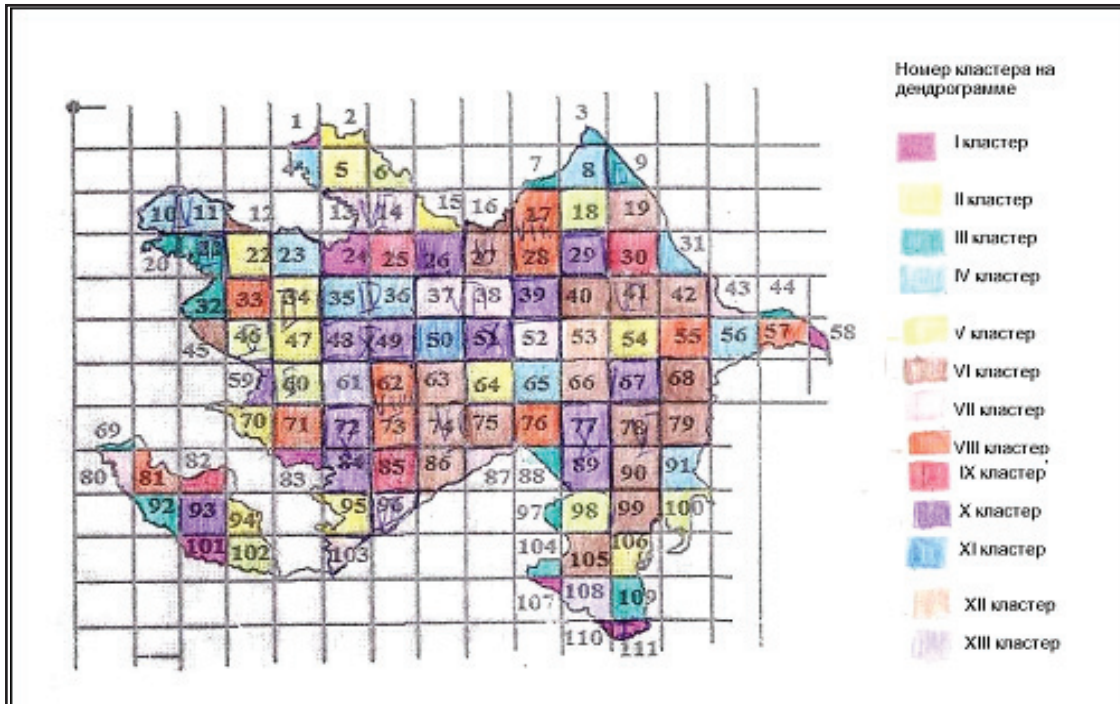 Номер кластера на
дендрограмме
I кластер
II кластер
III кластер
IV кластер
V кластер
VI кластер
VII кластер
VIII кластер
IX кластер
X кластер
XI кластер
XII кластер
XIII кластер
1 2 3
4 5 6 7 8 9
10 11 12 13 14 15 16 17 18 19
20 21 22 23 24 25 26 27 28 29 30 31
32 33 34 35 36 37 38 39 40 41 42 43 44
45 46 47 48 49 50 51 52 53 54 55 56 57 58
59 60 61 62 63 64 65 66 67 68
69 70 71 72 73 74 75 76 77 78 79
80 81 82 83 84 85 86 87 88 89 90 91
92 93 94 95 96 97 98 99 100
101 102 103 104 105 106
107 108 109
110 111